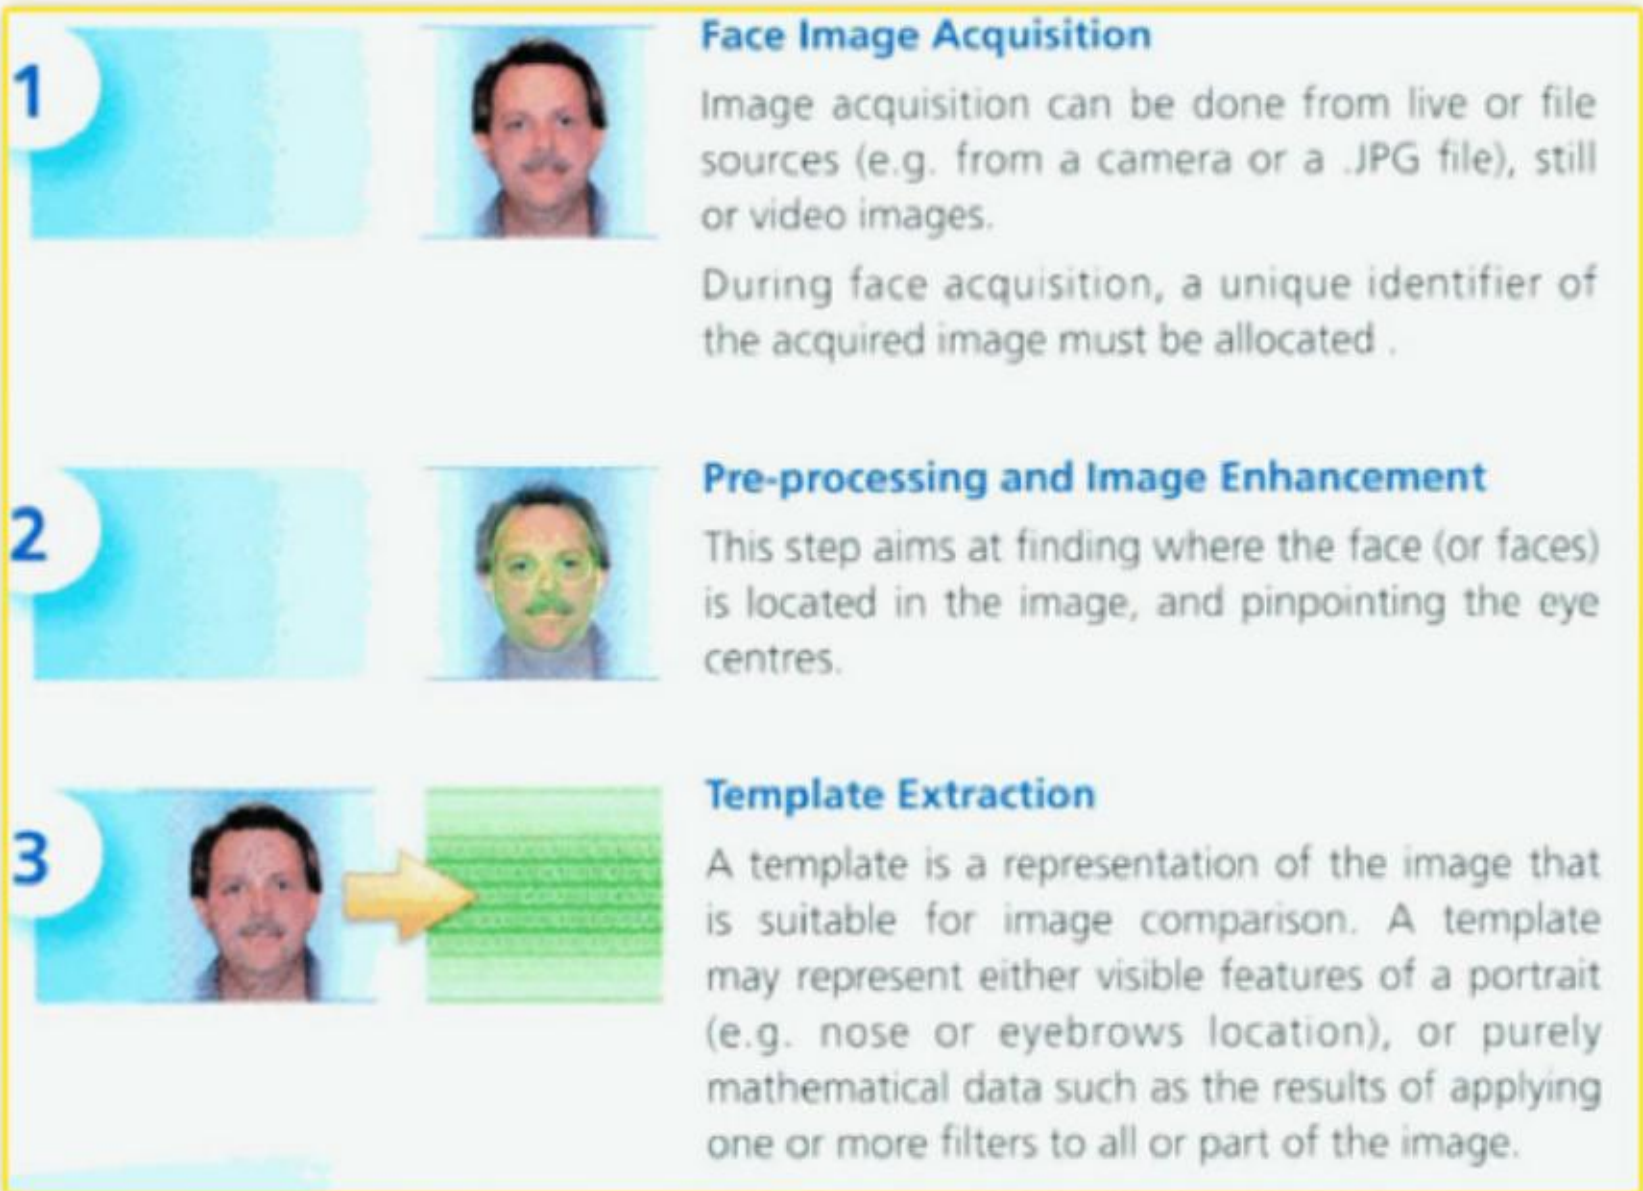 1
Face Image Acquisition
Image acquisition can be done from live or file
sources (e.g. from a camera or a .JPG file), still
or video images.
During face acquisition, a unique identifier of
the acquired image must be allocated .
2
Pre-processing and Image Enhancement
This step aims at finding where the face (or faces)
is located in the image, and pinpointing the eye
centres.
3
Template Extraction
A template is a representation of the image that
is suitable for image comparison. A template
may represent either visible features of a portrait
(e.g. nose or eyebrows location), or purely
mathematical data such as the results of applying
one or more filters to all or part of the image.